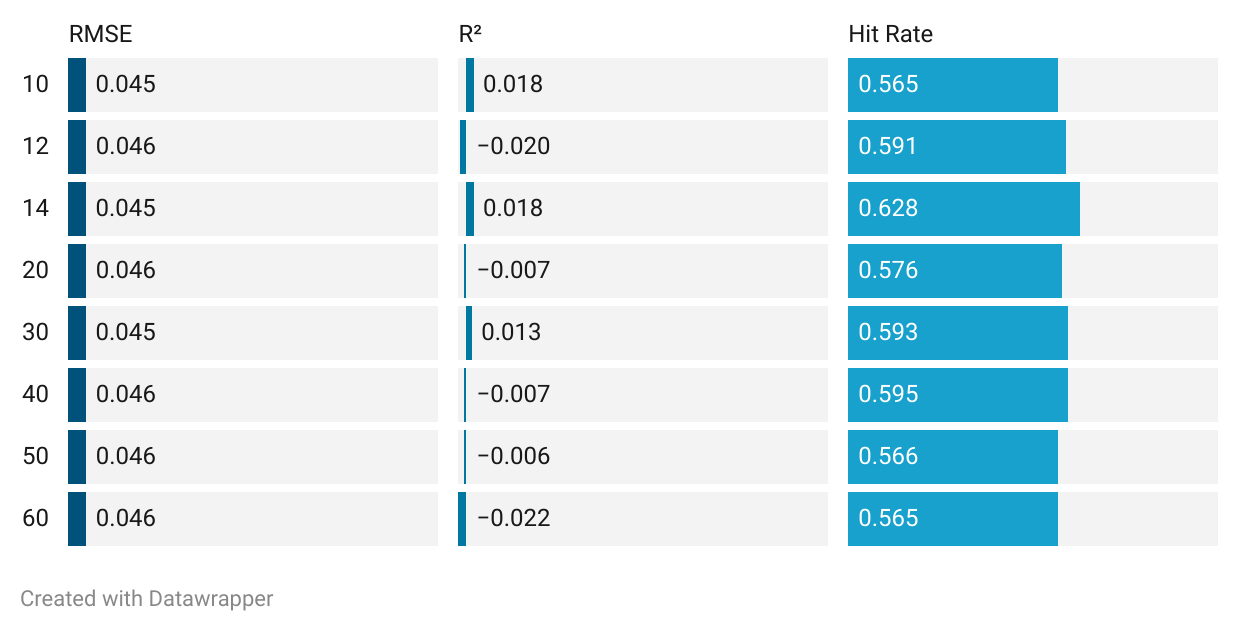 RMSE R² Hit Rate
10 0.045 0.018 0.565
12 0.046 −0.020 0.591
14 0.045 0.018 0.628
20 0.046 −0.007 0.576
30 0.045 0.013 0.593
40 0.046 −0.007 0.595
50 0.046 −0.006 0.566
60 0.046 −0.022 0.565
Created with Datawrapper